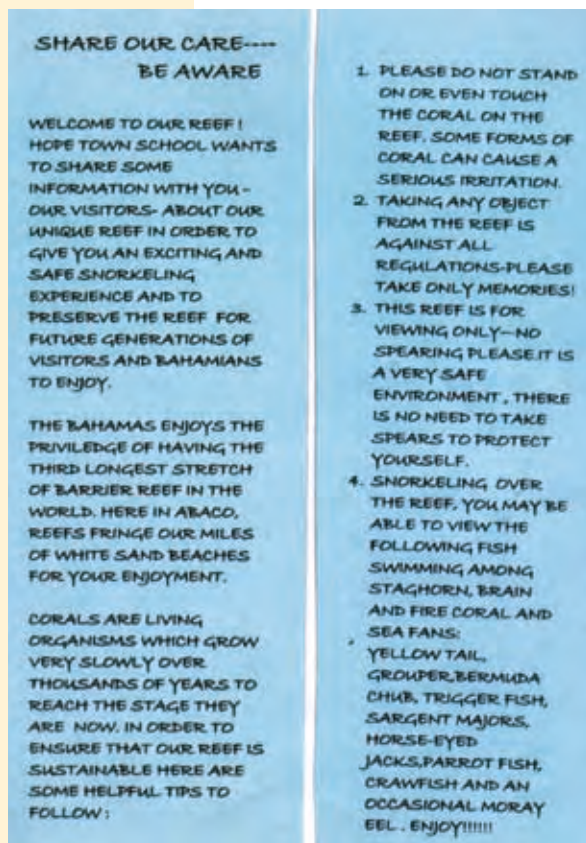 SHARE OUR CARE----
BE AWARE
WELCOME TO OUR REEF!
HOPE TOWN SCHOOL WANTS
TO SHARE SOME
INFORMATION WITH YOU -
OUR VISITORS- ABOUT OUR
UNIQUE REEF IN ORDER TO
GIVE YOU AN EXCITING AND
SAFE SNORKELING
EXPERIENCE AND TO
PRESERVE THE REEF FOR
FUTURE GENERATIONS OF
VISITORS AND BAHAMIANS
TO ENJOY.
THE BAHAMAS ENJOYS THE
PRIVILEDGE OF HAVING THE
THIRD LONGEST STRETCH
OF BARRIER REEF IN THE
WORLD. HERE IN ABACO,
REEFS FRINGE OUR MILES
OF WHITE SAND BEACHES
FOR YOUR ENJOYMENT.
CORALS ARE LIVING
ORGANISMS WHICH GROW
VERY SLOWLY OVER
THOUSANDS OF YEARS TO
REACH THE STAGE THEY
ARE NOW. IN ORDER TO
ENSURE THAT OUR REEF IS
SUSTAINABLE HERE ARE
SOME HELPFUL TIPS TO
FOLLOW:
1. PLEASE DO NOT STAND
ON OR EVEN TOUCH
THE CORAL ON THE
REEF. SOME FORMS OF
CORAL CAN CAUSE A
SERIOUS IRRITATION.
2. TAKING ANY OBJECT
FROM THE REEF IS
AGAINST ALL
REGULATIONS-PLEASE
TAKE ONLY MEMORIES!
3. THIS REEF IS FOR
VIEWING ONLY—NO
SPEARING PLEASE.IT IS
A VERY SAFE
ENVIRONMENT , THERE
IS NO NEED TO TAKE
SPEARS TO PROTECT
YOURSELF.
4. SNORKELING OVER
THE REEF, YOU MAY BE
ABLE TO VIEW THE
FOLLOWING FISH
SWIMMING AMONG
STAGHORN, BRAIN
AND FIRE CORAL AND
SEA FANS:
YELLOW TAIL,
GROUPER,BERMUDA
CHUB, TRIGGER FISH,
SARGENT MAJORS,
HORSE-EYED
JACKS,PARROT FISH,
CRAWFISH AND AN
OCCASIONAL MORAY
EEL . ENJOY!!!!!!